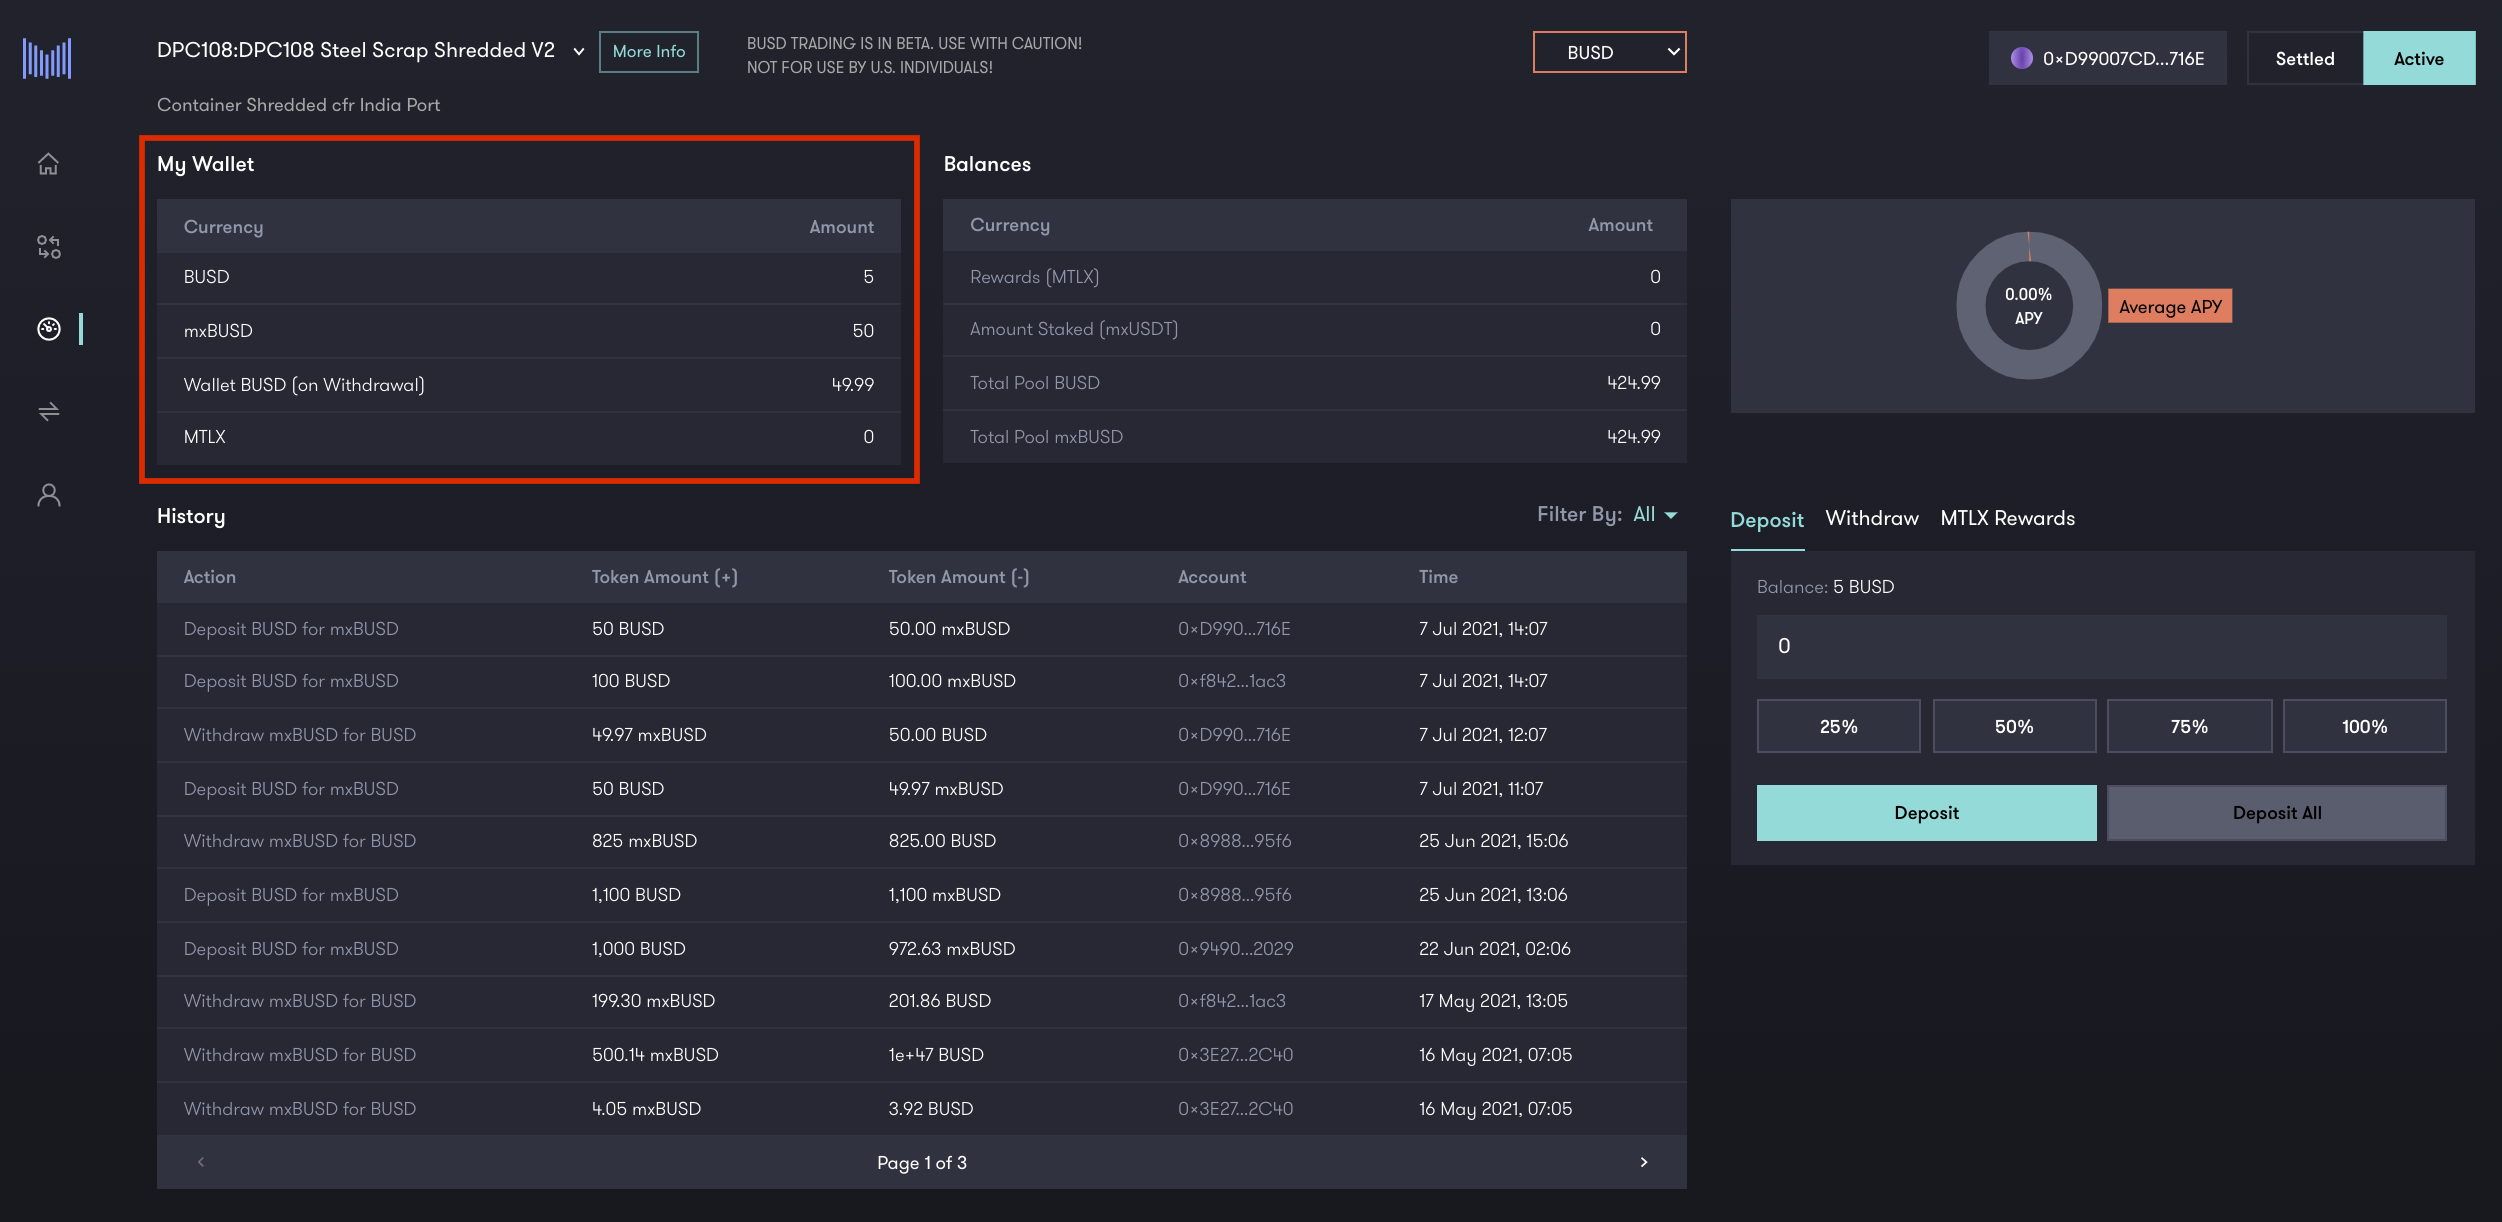 DPC108:DPC108 Steel Scrap Shredded V2
More Info
BUSD TRADING IS IN BETA. USE WITH CAUTION!
NOT FOR USE BY U.S. INDIVIDUALS!
BUSD
0×D99007CD...716E
Settled
Active
Container Shredded cfr India Port
My Wallet
Currency Amount
BUSD 5
mxBUSD 50
Wallet BUSD (on Withdrawal) 49.99
MTLX 0
Balances
Currency Amount
Rewards (MTLX) 0
Amount Staked (mxUSDT) 0
Total Pool BUSD 424.99
Total Pool mxBUSD 424.99
0.00%
APY
Average APY
History
Filter By: All
Action Token Amount (+) Token Amount (-) Account Time
Deposit BUSD for mxBUSD 50 BUSD 50.00 mxBUSD 0×D990...716E 7 Jul 2021, 14:07
Deposit BUSD for mxBUSD 100 BUSD 100.00 mxBUSD 0×f842...1ac3 7 Jul 2021, 14:07
Withdraw mxBUSD for BUSD 49.97 mxBUSD 50.00 BUSD 0×D990...716E 7 Jul 2021, 12:07
Deposit BUSD for mxBUSD 50 BUSD 49.97 mxBUSD 0×D990...716E 7 Jul 2021, 11:07
Withdraw mxBUSD for BUSD 825 mxBUSD 825.00 BUSD 0×8988...95f6 25 Jun 2021, 15:06
Deposit BUSD for mxBUSD 1,100 BUSD 1,100 mxBUSD 0×8988...95f6 25 Jun 2021, 13:06
Deposit BUSD for mxBUSD 1,000 BUSD 972.63 mxBUSD 0×9490...2029 22 Jun 2021, 02:06
Withdraw mxBUSD for BUSD 199.30 mxBUSD 201.86 BUSD 0×f842...1ac3 17 May 2021, 13:05
Withdraw mxBUSD for BUSD 500.14 mxBUSD 1e+47 BUSD 0×3E27...2C40 16 May 2021, 07:05
Withdraw mxBUSD for BUSD 4.05 mxBUSD 3.92 BUSD 0×3E27...2C40 16 May 2021, 07:05
Page 1 of 3
Deposit Withdraw MTLX Rewards
Balance: 5 BUSD
0
25% 50% 75% 100%
Deposit Deposit All